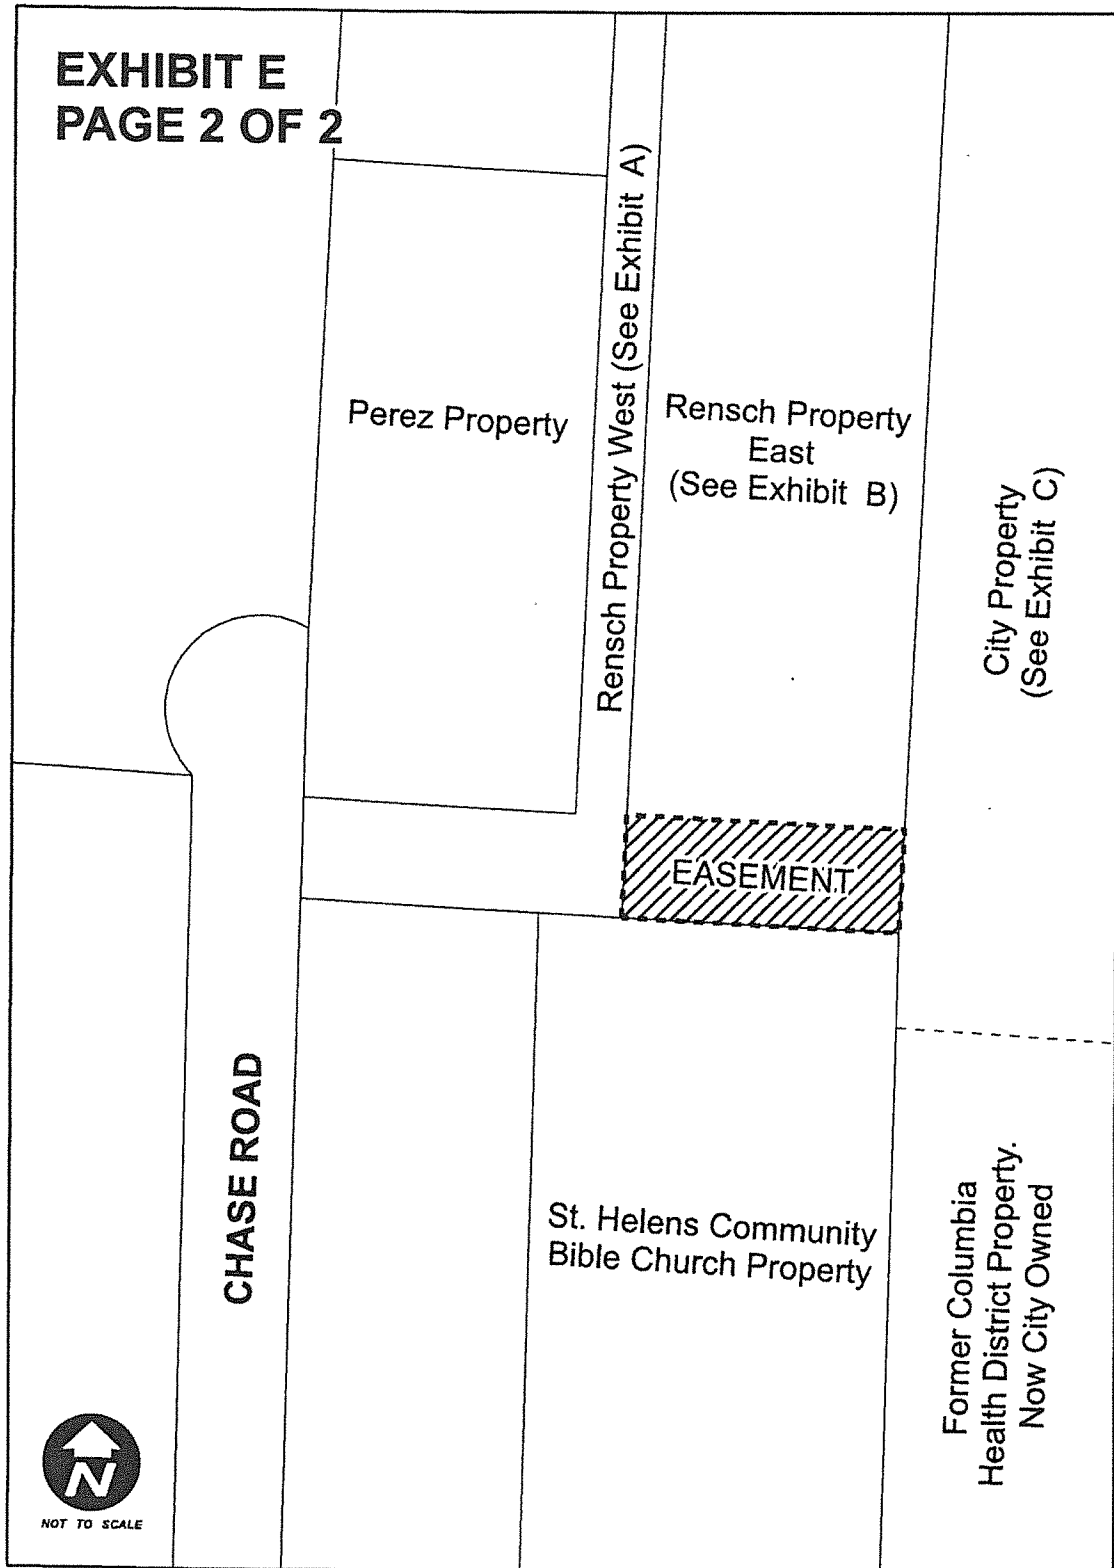 EXHIBIT E
PAGE 2 OF 2
Perez Property
Rensch Property West (See Exhibit A)
Rensch Property
East
(See Exhibit B)
City Property
(See Exhibit C)
EASEMENT
CHASE ROAD
St. Helens Community
Bible Church Property
Former Columbia
Health District Property.
Now City Owned
N
NOT TO SCALE